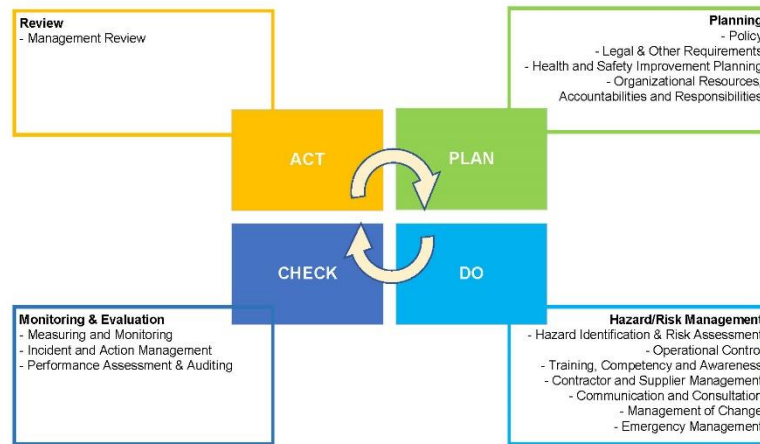 Review
- Management Review
Planning
- Policy
- Legal & Other Requirements
- Health and Safety Improvement Planning
- Organizational Resources,
Accountabilities and Responsibilities
ACT
PLAN
CHECK
DO
Monitoring & Evaluation
- Measuring and Monitoring
- Incident and Action Management
- Performance Assessment & Auditing
Hazard/Risk Management
- Hazard Identification & Risk Assessment
- Operational Control
- Training, Competency and Awareness
- Contractor and Supplier Management
- Communication and Consultation
- Management of Change
- Emergency Management